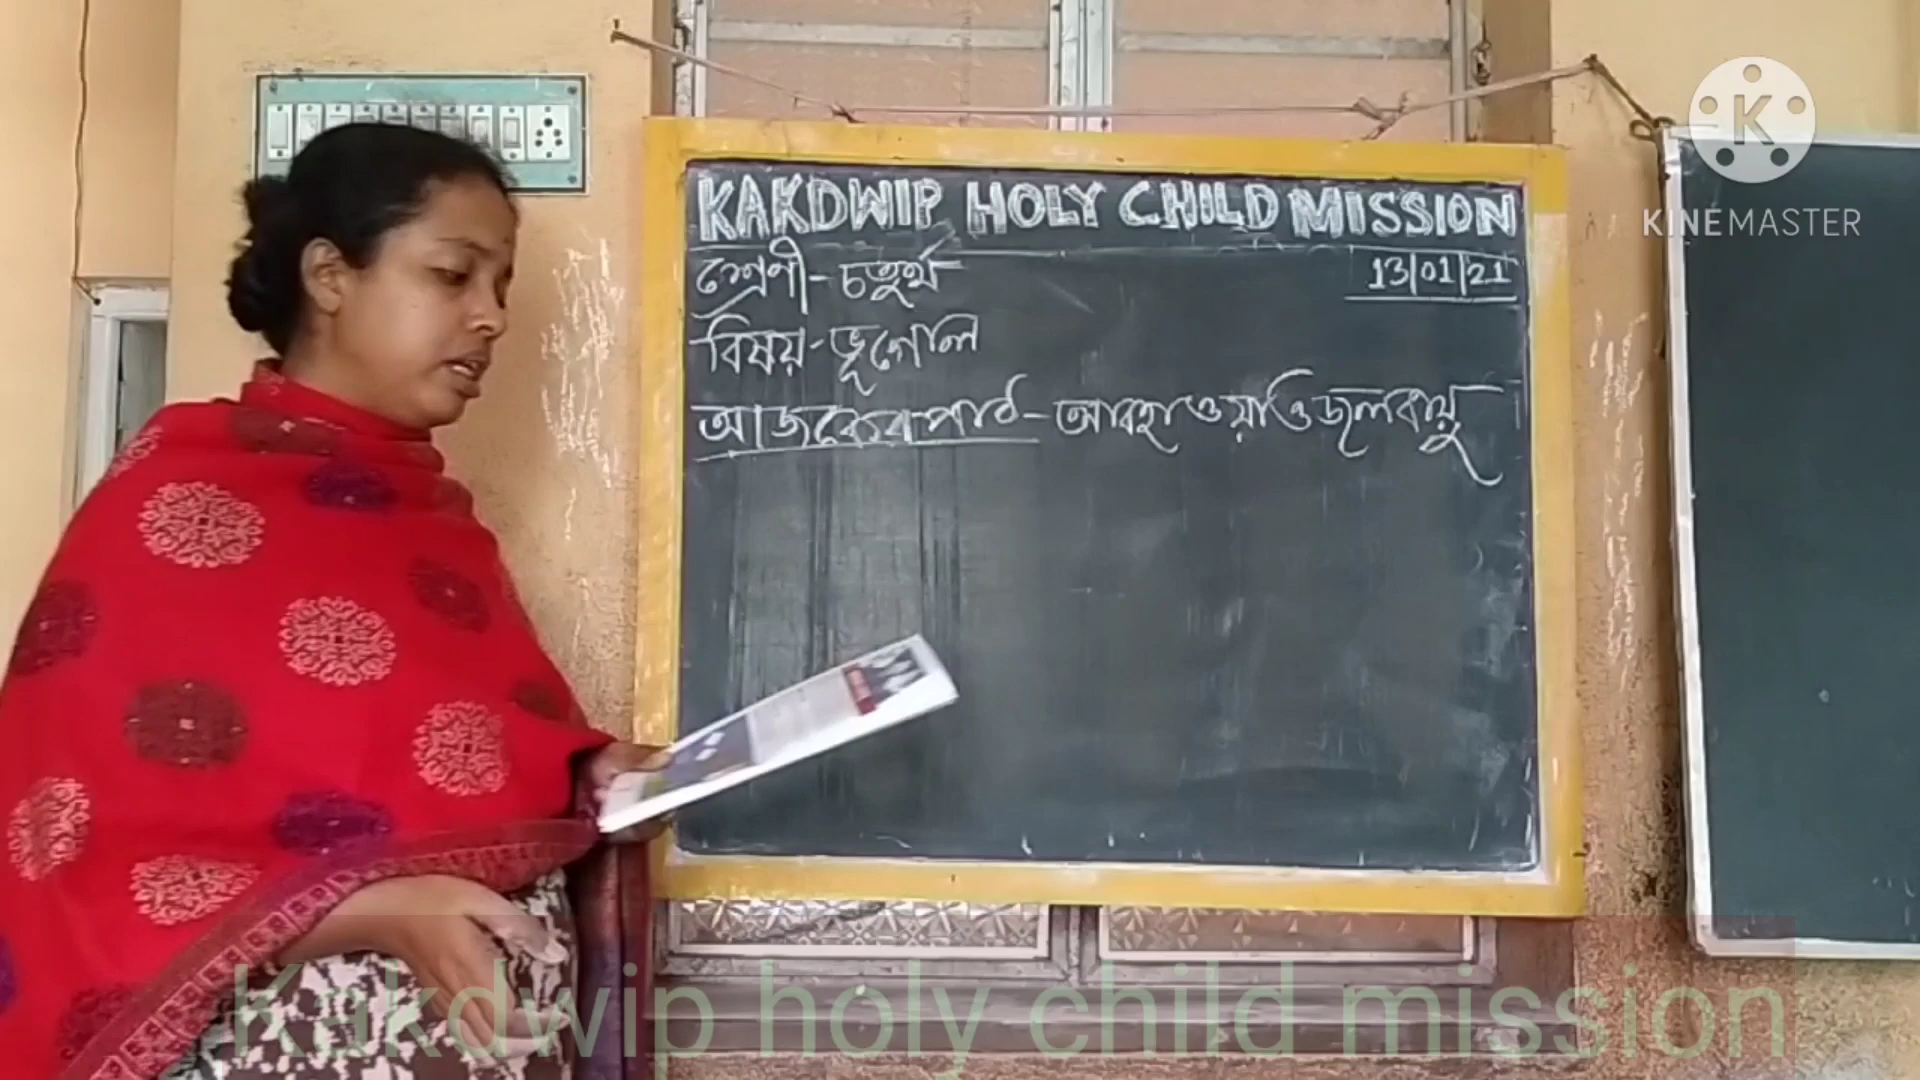 KAKDWIP HOLY CHILD MISSION
শ্রেণী - চতুর্থ
13/01/21
বিষয় - ভূগোল
আজকের পাঠ - আবহাওয়া ও জলবায়ু
K
KINEMASTER
Kakdwip holy child mission